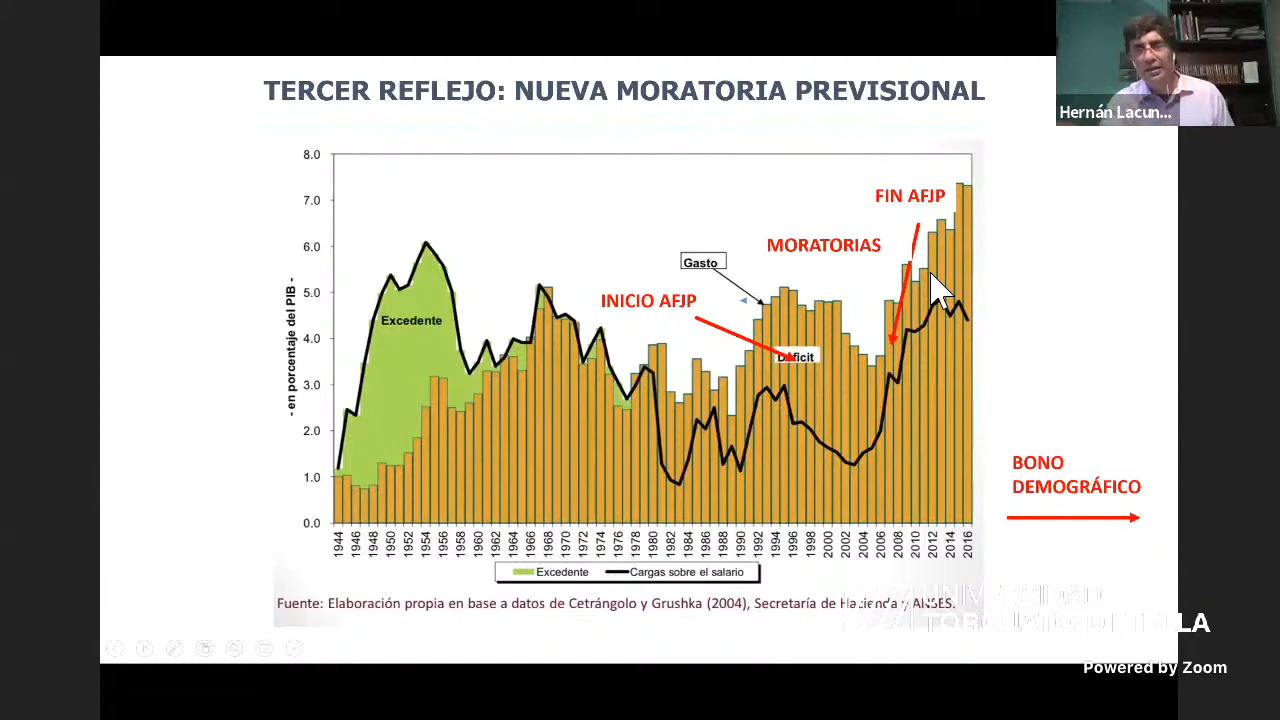 TERCER REFLEJO: NUEVA MORATORIA PREVISIONAL
Hernán Lacun...
- en porcentaje del PIB -
8.0
7.0
6.0
5.0
4.0
3.0
2.0
1.0
0.0
FIN AFJP
MORATORIAS
Gasto
INICIO AFJP
Excedente
Déficit
BONO
DEMOGRÁFICO
1944 1946 1948 1950 1952 1954 1956 1958 1960 1962 1964 1966 1968 1970 1972 1974 1976 1978 1980 1982 1984 1986 1988 1990 1992 1994 1996 1998 2000 2002 2004 2006 2008 2010 2012 2014 2016
Excedente Cargas sobre el salario
Fuente: Elaboración propia en base a datos de Cetrángolo y Grushka (2004), Secretaría de Hacienda y ANSES.
UNIVERSIDAD
TORCUATO DI TELLA
Powered by Zoom